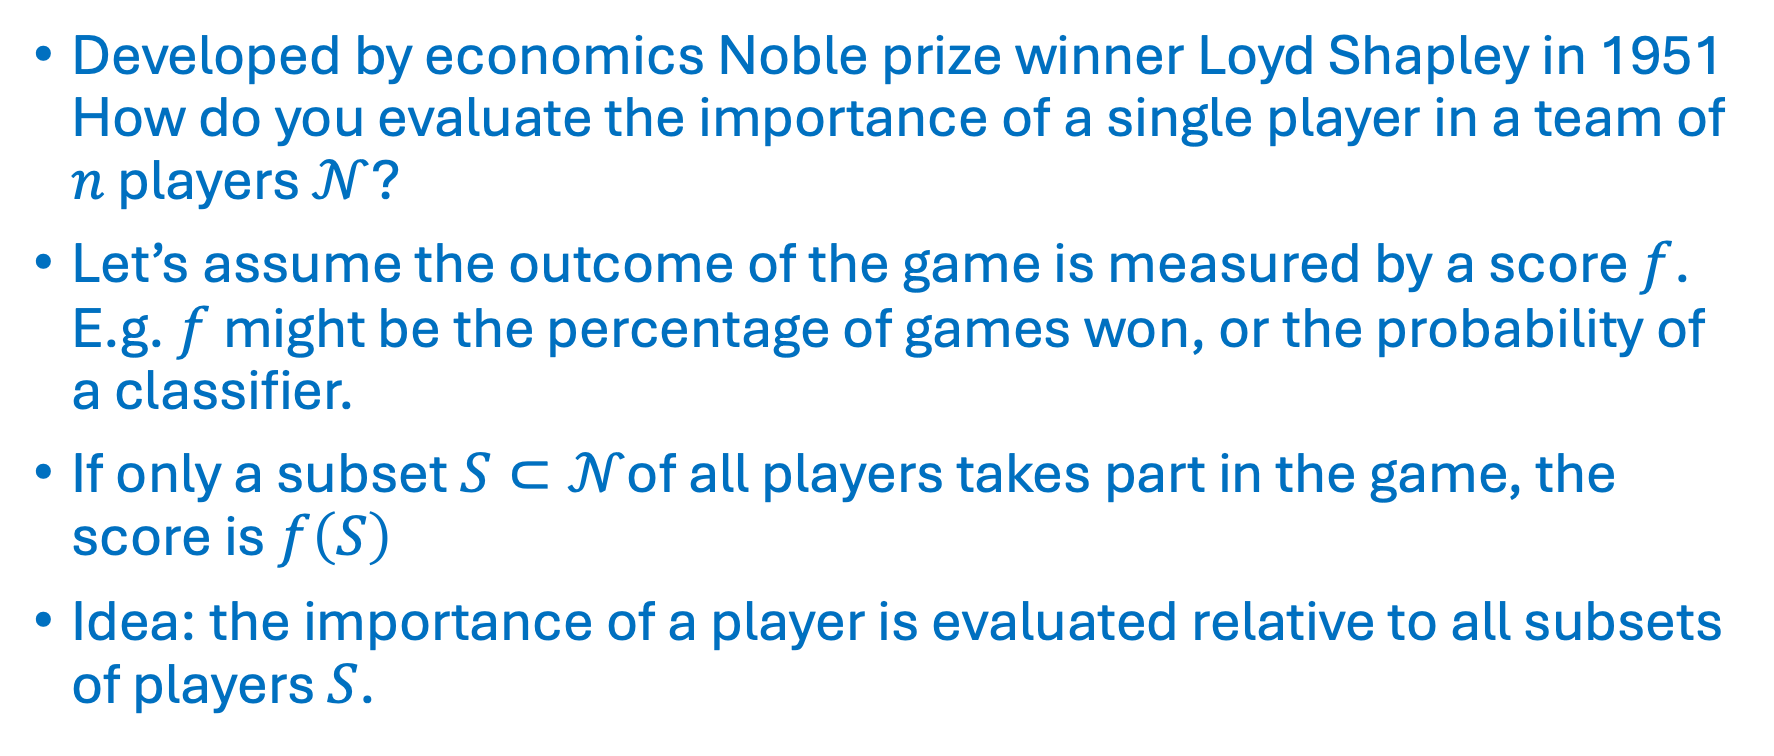 • Developed by economics Noble prize winner Loyd Shapley in 1951
How do you evaluate the importance of a single player in a team of
n players 𝒩?
• Let’s assume the outcome of the game is measured by a score f.
E.g. f might be the percentage of games won, or the probability of
a classifier.
• If only a subset S ⊂ 𝒩 of all players takes part in the game, the
score is f(S)
• Idea: the importance of a player is evaluated relative to all subsets
of players S.